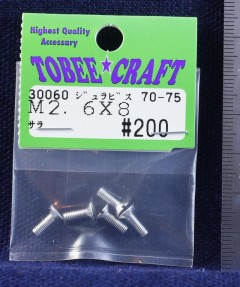 Highest Quality
Accessary
TOBEE★CRAFT
30060 ジュラビス 70-75
M2. 6X8
サラ #200